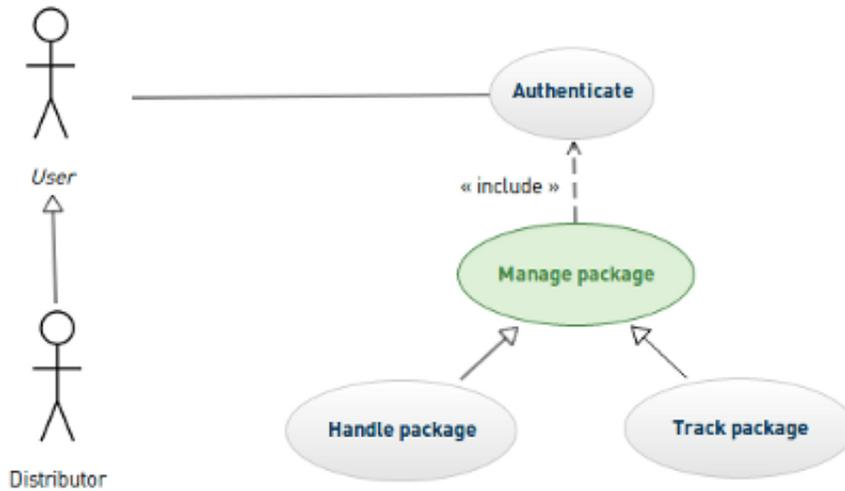 Authenticate
User
« include »
Manage package
Handle package
Track package
Distributor